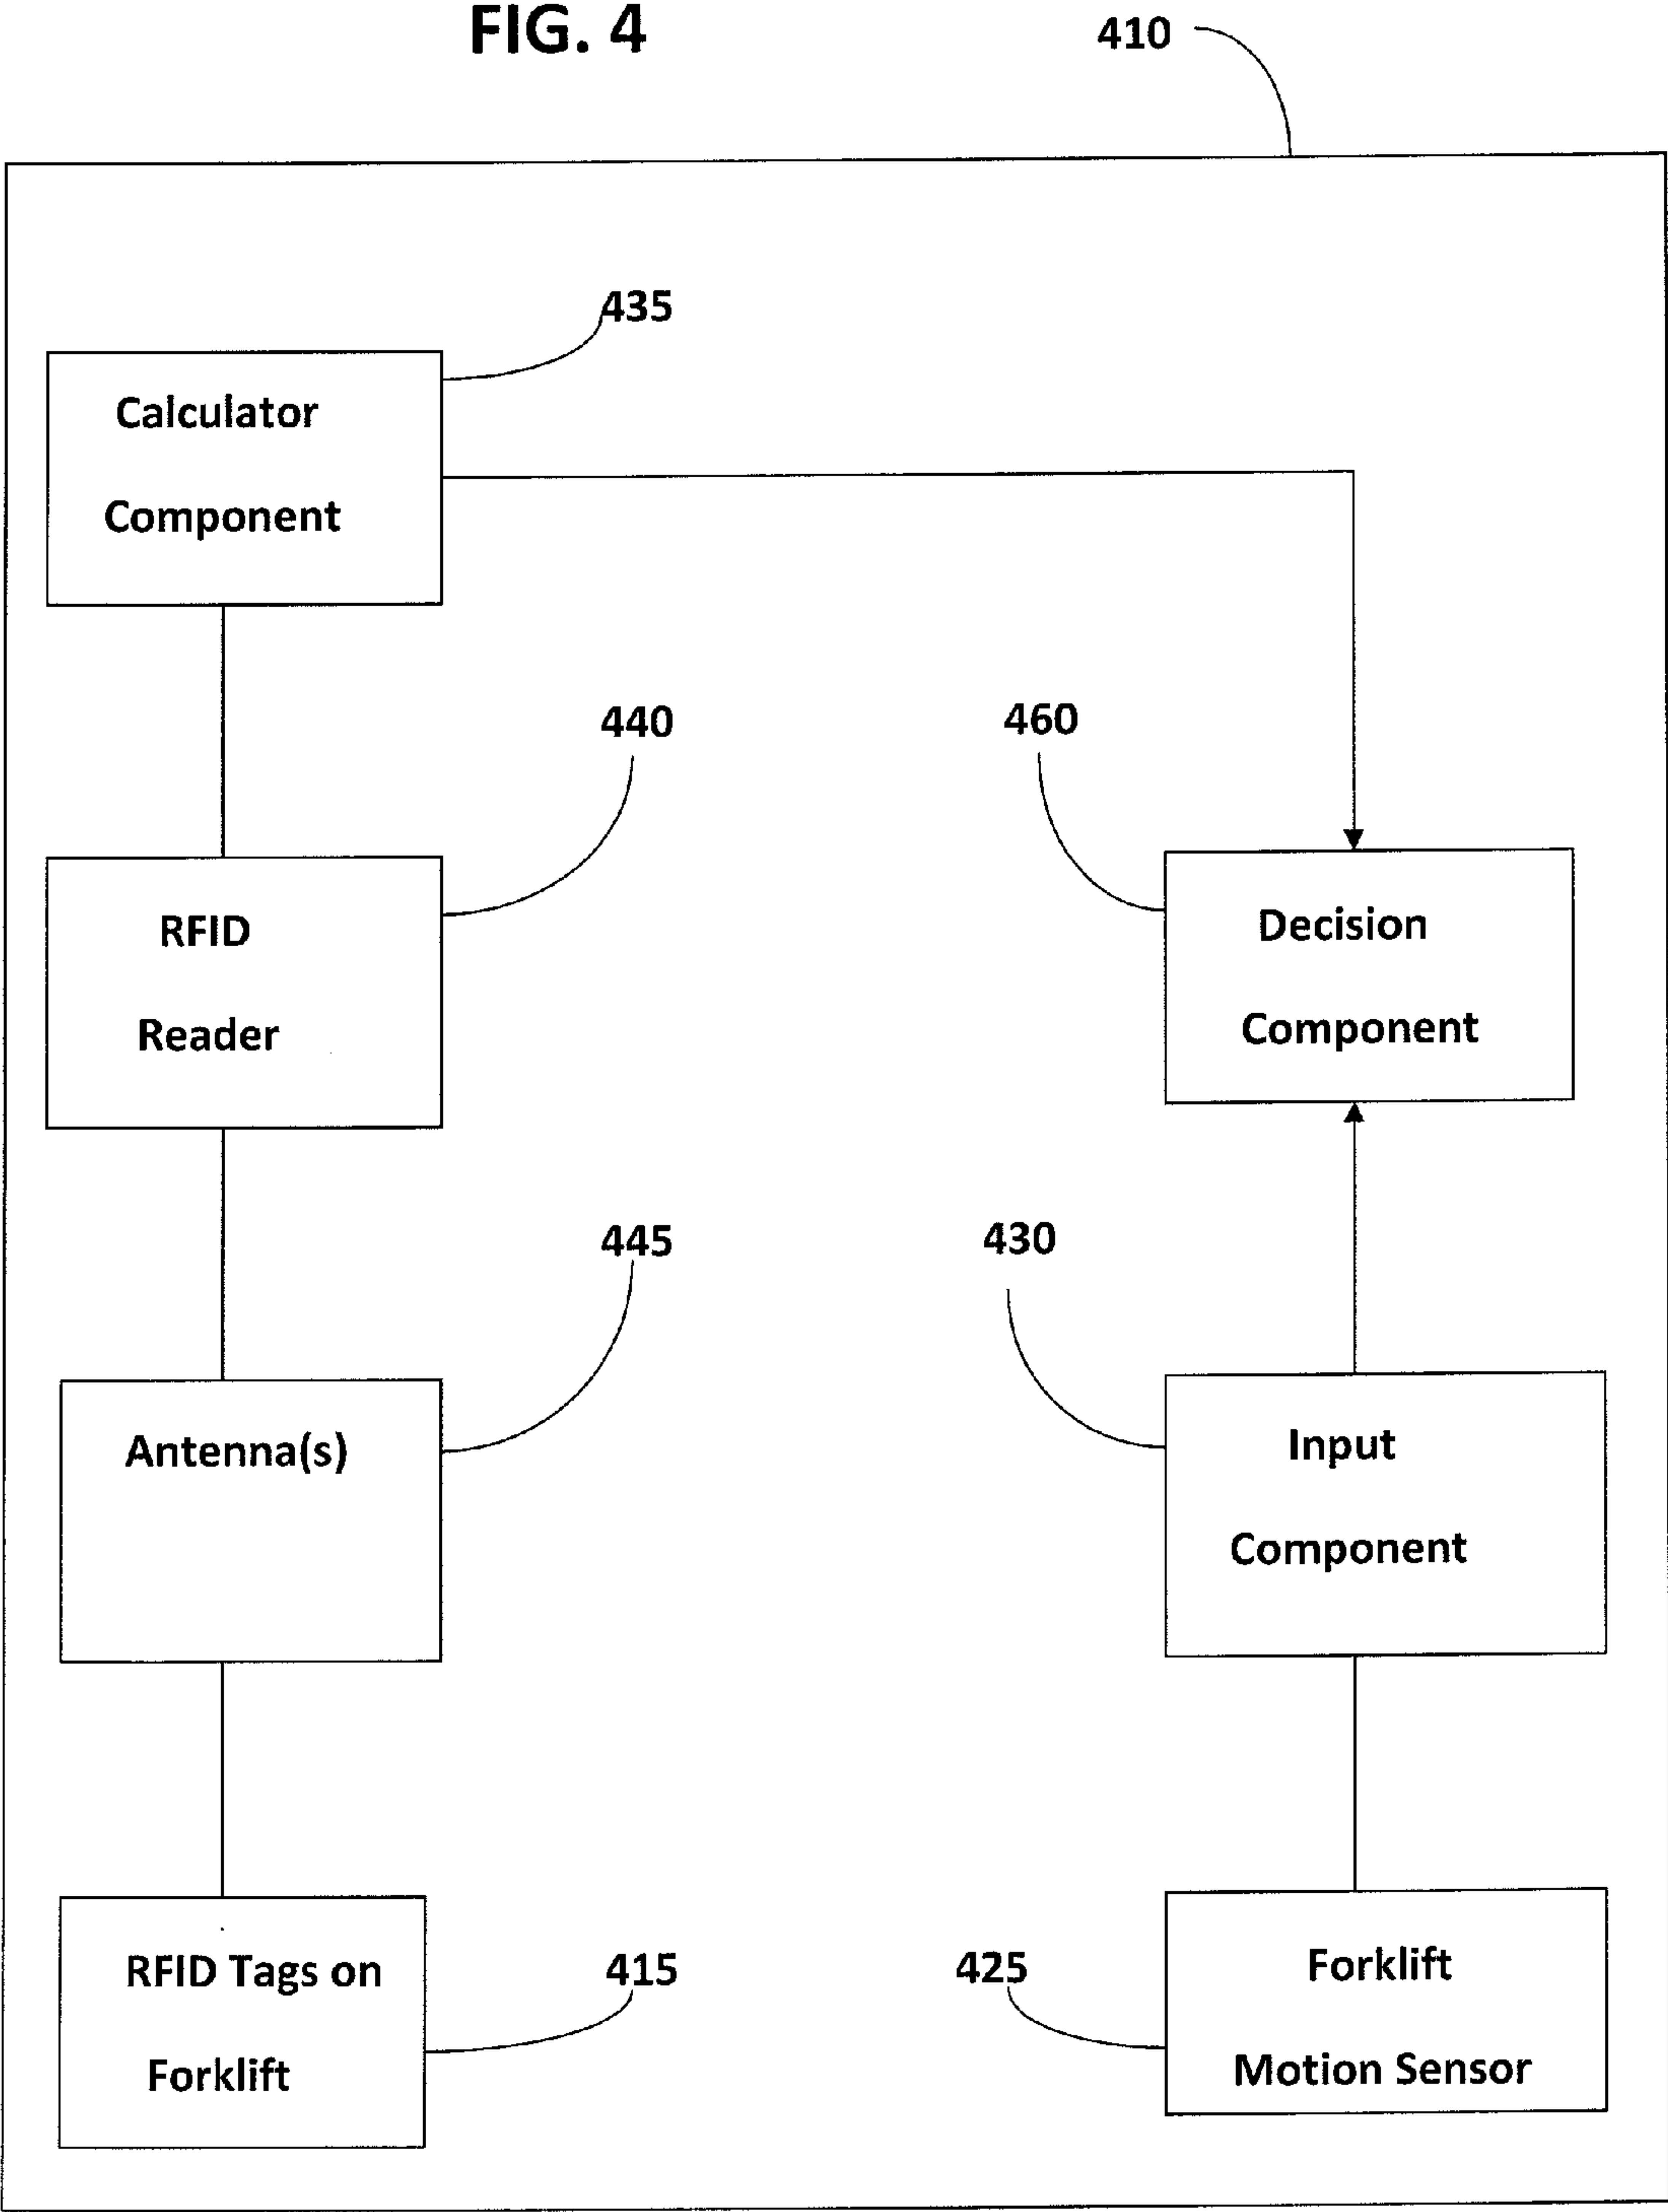 FIG. 4
410
435
Calculator
Component
440
460
RFID
Reader
Decision
Component
445
430
Antenna(s)
Input
Component
RFID Tags on
Forklift
415
425
Forklift
Motion Sensor